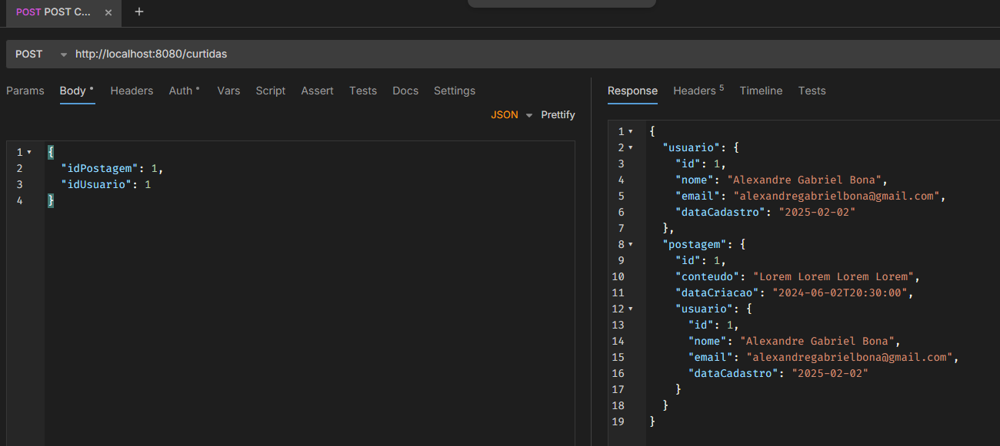 POST POST C... × +
POST http://localhost:8080/curtidas
Params Body Headers Auth Vars Script Assert Tests Docs Settings
JSON Prettify
1 {
2 "idPostagem": 1,
3 "idUsuario": 1
4 }
Response Headers 5 Timeline Tests
1 {
2 "usuario": {
3 "id": 1,
4 "nome": "Alexandre Gabriel Bona",
5 "email": "alexandregabrielbona@gmail.com",
6 "dataCadastro": "2025-02-02"
7 },
8 "postagem": {
9 "id": 1,
10 "conteudo": "Lorem Lorem Lorem Lorem",
11 "dataCriacao": "2024-06-02T20:30:00",
12 "usuario": {
13 "id": 1,
14 "nome": "Alexandre Gabriel Bona",
15 "email": "alexandregabrielbona@gmail.com",
16 "dataCadastro": "2025-02-02"
17 }
18 }
19 }